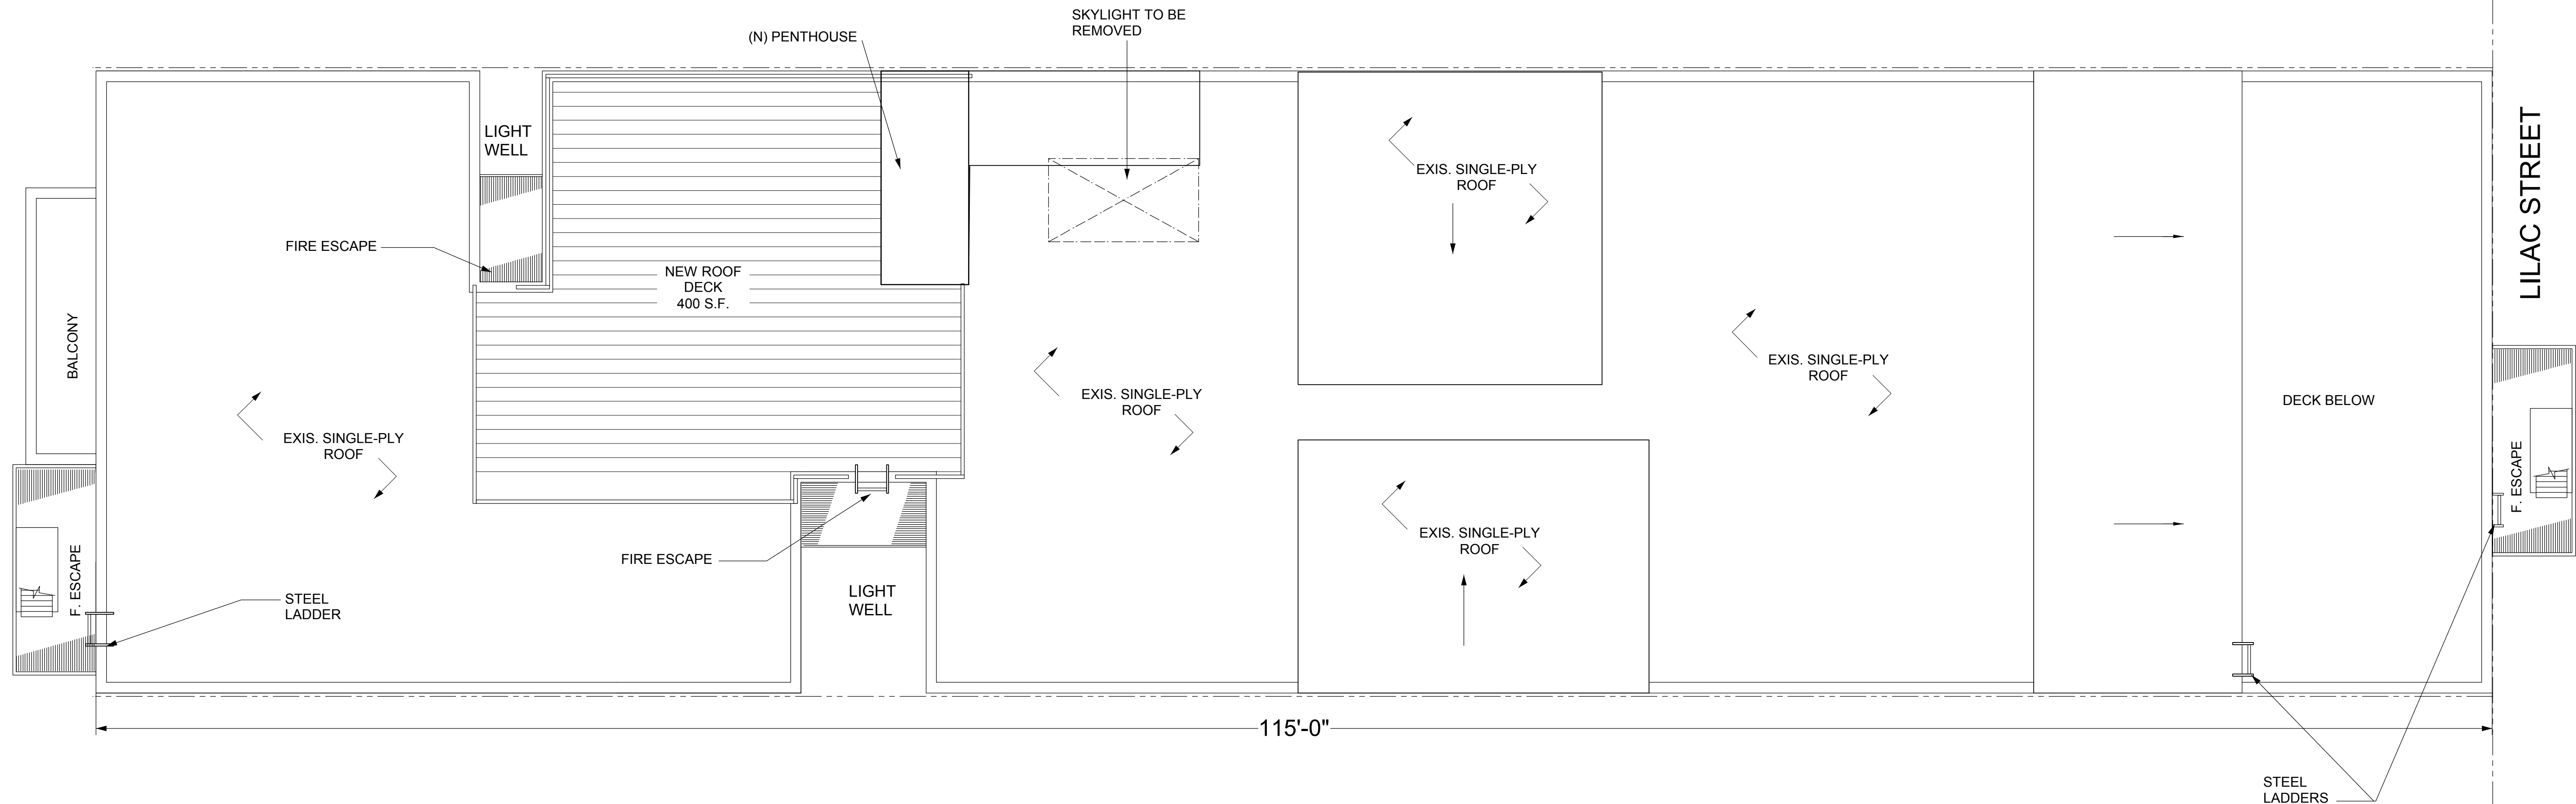 SKYLIGHT TO BE
REMOVED
(N) PENTHOUSE
LIGHT
WELL
LILAC STREET
EXIS. SINGLE-PLY
ROOF
FIRE ESCAPE
NEW ROOF
DECK
400 S.F.
BALCONY
EXIS. SINGLE-PLY
ROOF
EXIS. SINGLE-PLY
ROOF
DECK BELOW
EXIS. SINGLE-PLY
ROOF
F. ESCAPE
EXIS. SINGLE-PLY
ROOF
FIRE ESCAPE
F. ESCAPE
STEEL
LADDER
LIGHT
WELL
115'-0"
STEEL
LADDERS